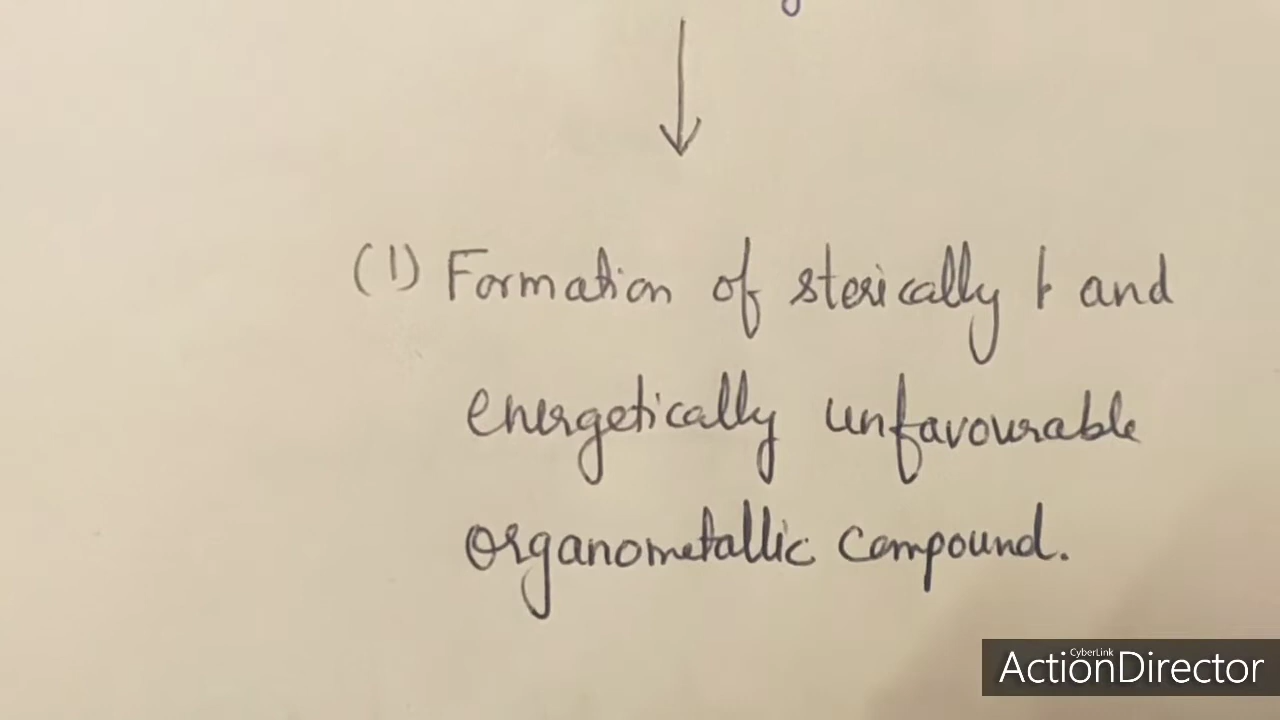 (1) Formation of sterically t and
energetically unfavourable
organometallic compound.
CyberLink
ActionDirector